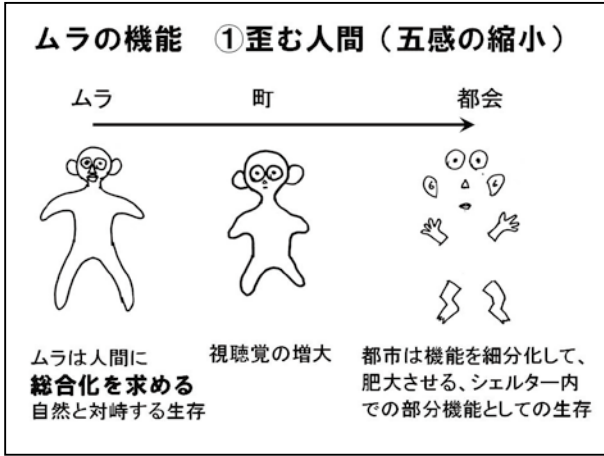 ムラの機能 ①歪む人間(五感の縮小)
ムラ 町 都会
ムラは人間に
総合化を求める
自然と対峙する生存
視聴覚の増大
都市は機能を細分化して、
肥大させる、シェルター内
での部分機能としての生存